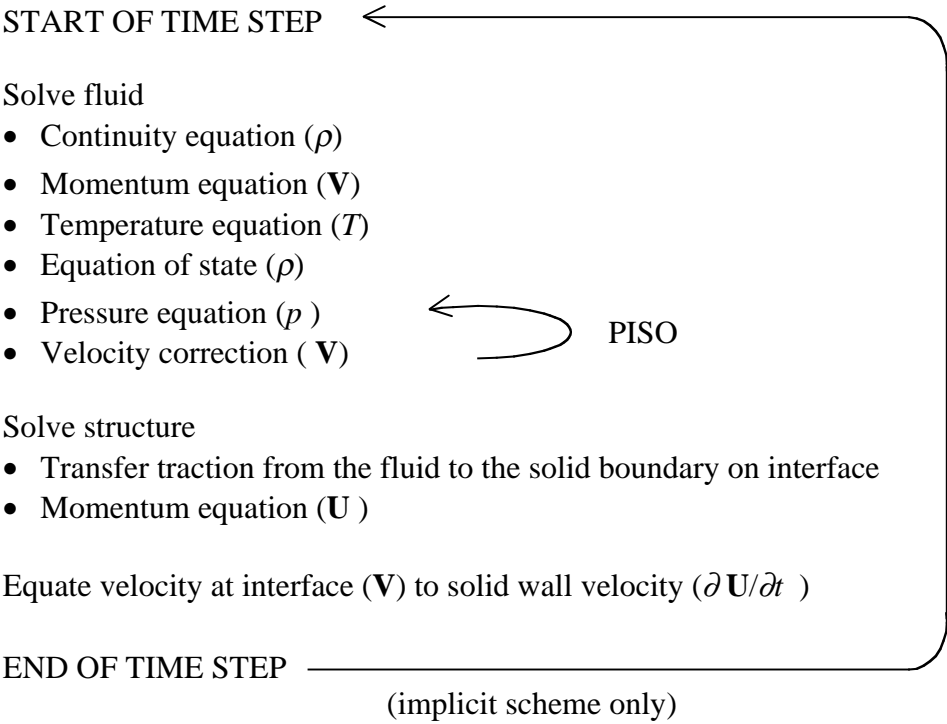 START OF TIME STEP
Solve fluid
• Continuity equation (ρ)
• Momentum equation (V)
• Temperature equation (T)
• Equation of state (ρ)
• Pressure equation (p )
• Velocity correction ( V)
PISO
Solve structure
• Transfer traction from the fluid to the solid boundary on interface
• Momentum equation (U )
Equate velocity at interface (V) to solid wall velocity (∂ U/∂t )
END OF TIME STEP
(implicit scheme only)